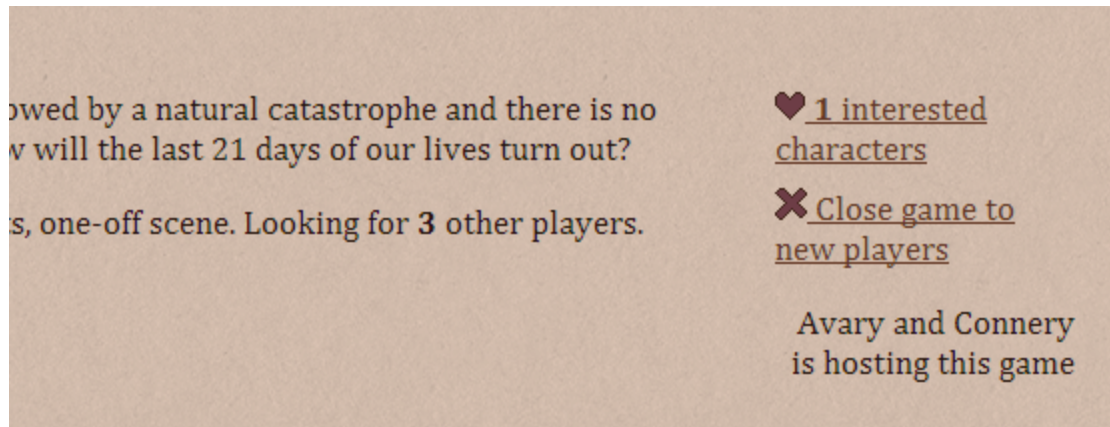 owed by a natural catastrophe and there is no
will the last 21 days of our lives turn out?
one-off scene. Looking for 3 other players.
1 interested
characters
Close game to
new players
Avary and Connery
is hosting this game